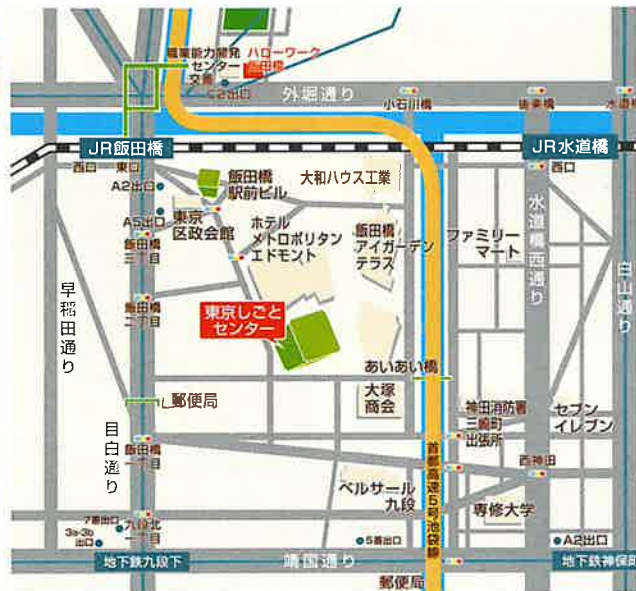 職業能力開発
センター
交番
ハローワーク
飯田橋
C2出口
外堀通り
小石川橋
後楽橋
水道
JR飯田橋
JR水道橋
西口
東口
西口
A2出口
飯田橋
駅前ビル
大和ハウス工業
A5出口
東京
区政会館
ホテル
メトロポリタン
エドモント
飯田橋
アイガーデン
テラス
ファミリー
マート
水道橋西通り
白山通り
飯田橋
三丁目
早稲田通り
飯田橋
二丁目
東京しごと
センター
あいあい橋
郵便局
大塚
商会
神田消防署
三崎町
出張所
セブン
イレブン
目白通り
飯田橋
一丁目
首都高速5号池袋線
西神田
ベルサール
九段
専修大学
7番出口
3a・3b
出口
九段北
一丁目
5番出口
A2出口
地下鉄九段下
靖国通り
地下鉄神保町
郵便局